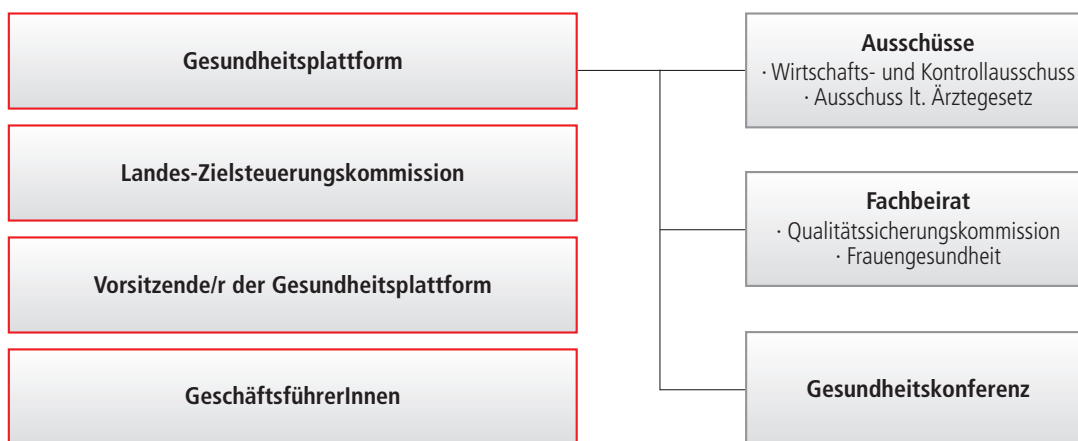 Gesundheitsplattform
Landes-Zielsteuerungskommission
Vorsitzende/r der Gesundheitsplattform
GeschäftsführerInnen
Ausschüsse
· Wirtschafts- und Kontrollausschuss
· Ausschuss lt. Ärztegesetz
Fachbeirat
· Qualitätssicherungskommission
· Frauengesundheit
Gesundheitskonferenz